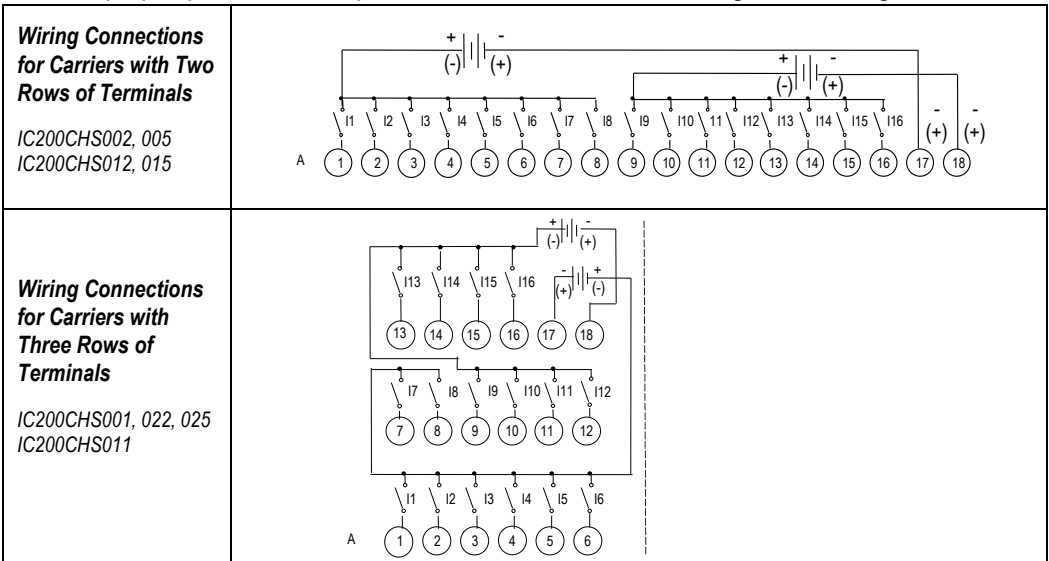 Wiring Connections
for Carriers with Two
Rows of Terminals
IC200CHS002, 005
IC200CHS012, 015
+ -
(-) (+)
+ -
(-) (+)
I1 I2 I3 I4 I5 I6 I7 I8 I9 I10 I11 I12 I13 I14 I15 I16
- -
(+) (+)
A 1 2 3 4 5 6 7 8 9 10 11 12 13 14 15 16 17 18
Wiring Connections
for Carriers with
Three Rows of
Terminals
IC200CHS001, 022, 025
IC200CHS011
+ -
(-) (+)
- +
(+) (-)
I13 I14 I15 I16
13 14 15 16 17 18
I7 I8 I9 I10 I11 I12
7 8 9 10 11 12
I1 I2 I3 I4 I5 I6
A 1 2 3 4 5 6